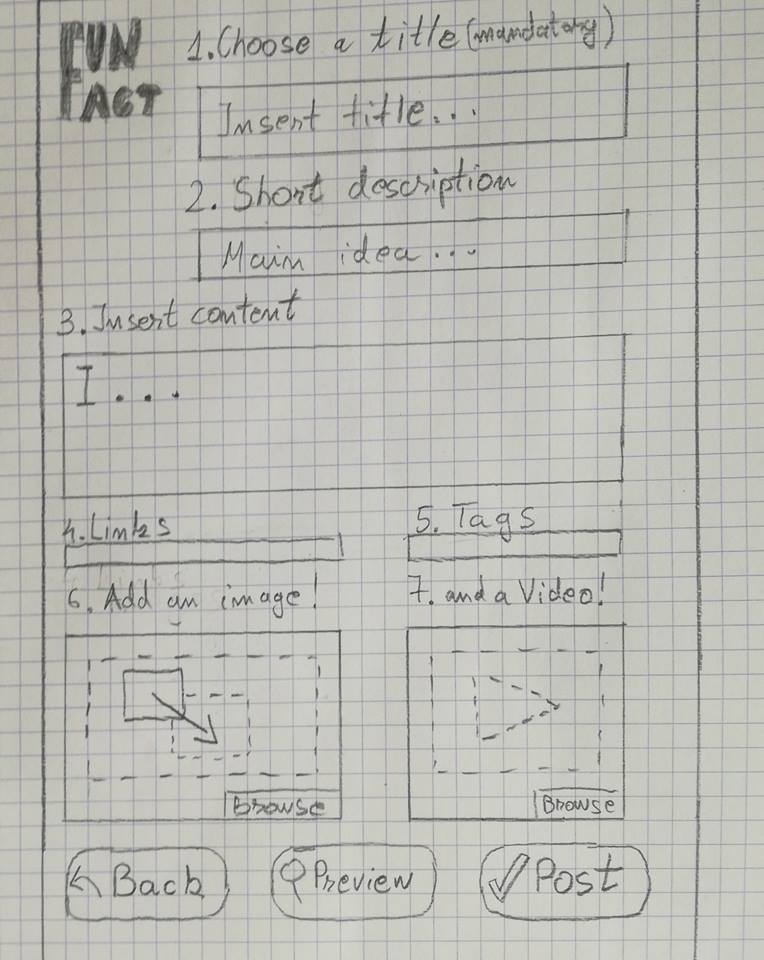 FUN
FACT
1. Choose a title (mandatory)
Insert title...
2. Short description
Main idea...
3. Insert content
I...
4. Links
5. Tags
6. Add an image!
7. and a Video!
Browse
Browse
Back
Preview
Post